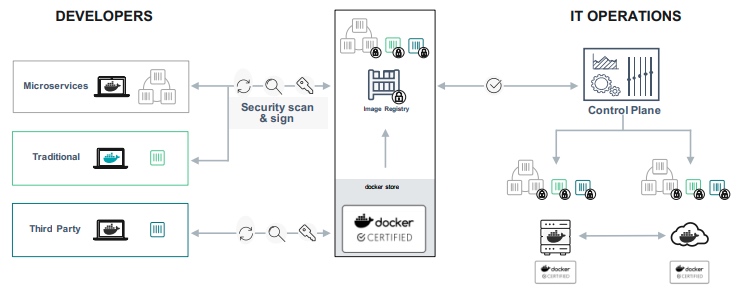 DEVELOPERS
IT OPERATIONS
Microservices
Security scan
& sign
Image Registry
Control Plane
Traditional
docker store
Third Party
docker
CERTIFIED
docker
CERTIFIED
docker
CERTIFIED